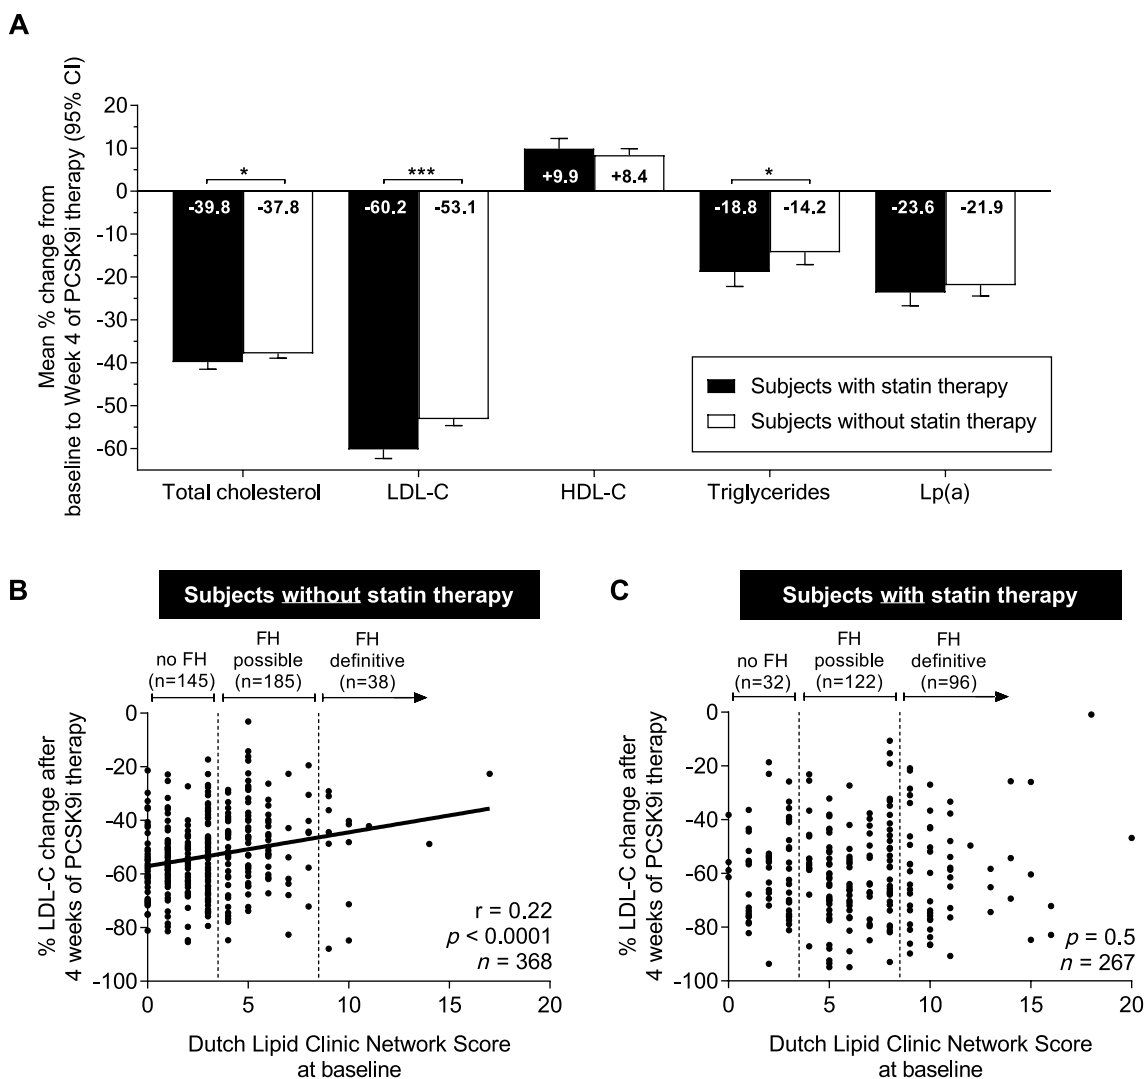 A
Mean % change from
baseline to Week 4 of PCSK9i therapy (95% CI)
20
10
0
-10
-20
-30
-40
-50
-60
* *** *
+9.9 +8.4
-39.8 -37.8 -60.2 -53.1 -18.8 -14.2 -23.6 -21.9
Subjects with statin therapy
Subjects without statin therapy
Total cholesterol LDL-C HDL-C Triglycerides Lp(a)
B
Subjects without statin therapy
no FH
(n=145)
FH
possible
(n=185)
FH
definitive
(n=38)
% LDL-C change after
4 weeks of PCSK9i therapy
0
-20
-40
-60
-80
-100
r = 0.22
p < 0.0001
n = 368
0 5 10 15 20
Dutch Lipid Clinic Network Score
at baseline
C
Subjects with statin therapy
no FH
(n=32)
FH
possible
(n=122)
FH
definitive
(n=96)
% LDL-C change after
4 weeks of PCSK9i therapy
0
-20
-40
-60
-80
-100
p = 0.5
n = 267
0 5 10 15 20
Dutch Lipid Clinic Network Score
at baseline